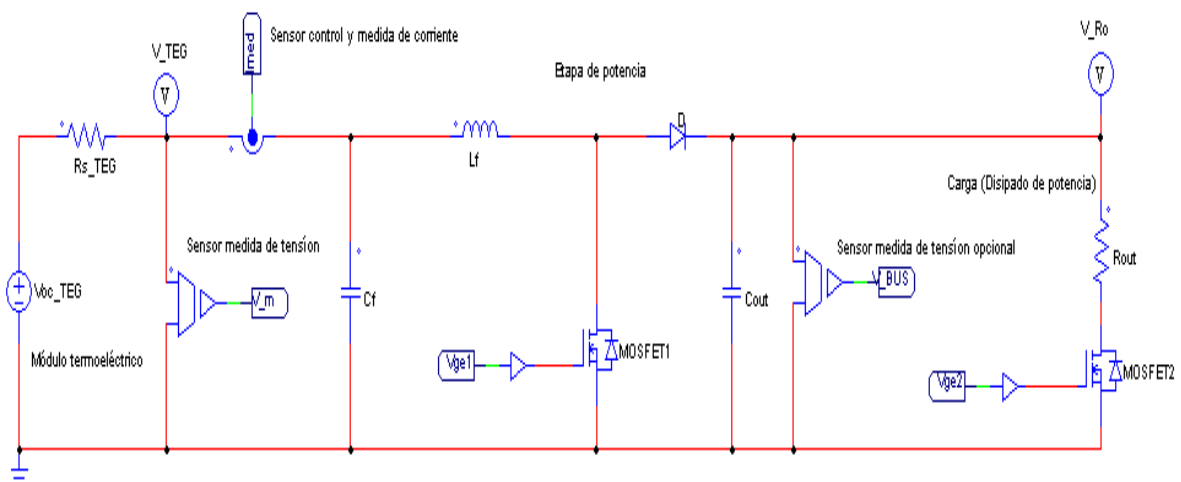 Sensor control y medida de corriente
Imed
V_TEG
V
V_Ro
V
Etapa de potencia
Rs_TEG
Lf
D
Carga (Disipado de potencia)
Sensor medida de tensíon
Sensor medida de tensíon opcional
Rout
Voc_TEG
V_m
Cf
Cout
V_BUS
Módulo termoeléctrico
Vge1
MOSFET1
Vge2
MOSFET2